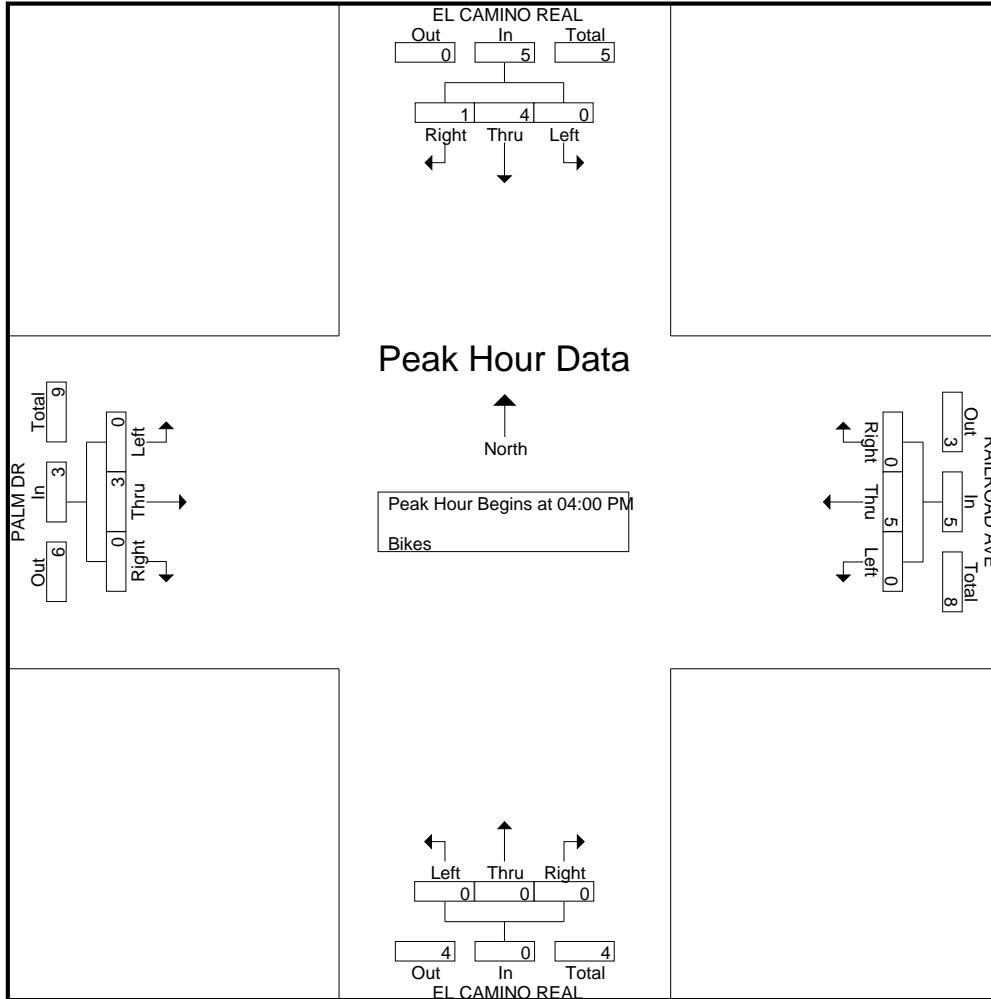 EL CAMINO REAL
Out In Total
0 5 5
1 4 0
Right Thru Left
Peak Hour Data
North
Peak Hour Begins at 04:00 PM
Bikes
PALM DR
Out In Total
6 3 9
0 3 0
Left Thru Right
RAILROAD AVE
Out In Total
3 5 8
0 5 0
Right Thru Left
Left Thru Right
0 0 0
4 0 4
Out In Total
EL CAMINO REAL